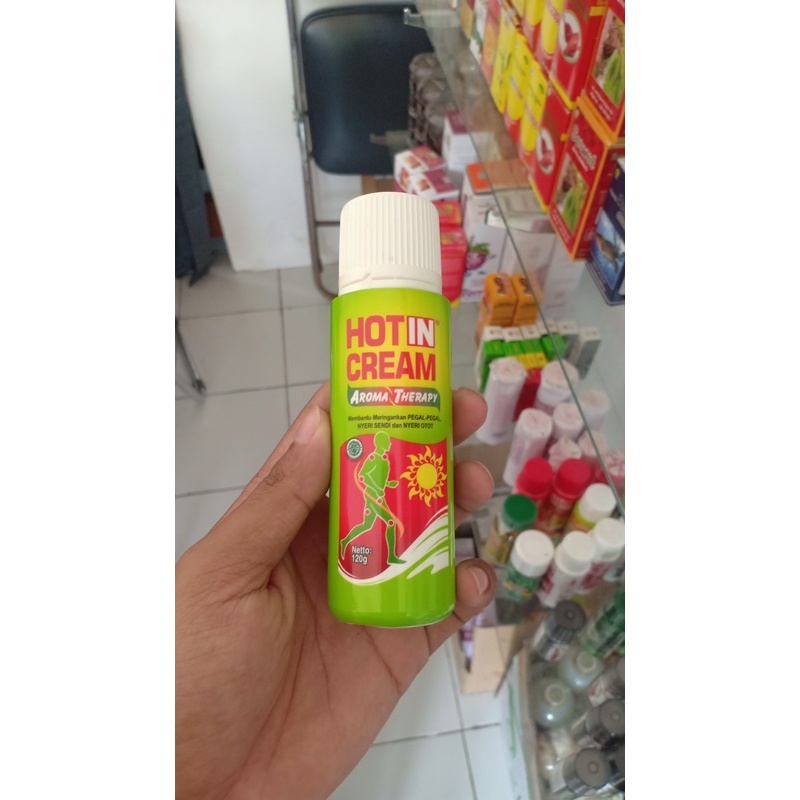 HOT IN®
CREAM
AROMA THERAPY
Membantu Meringankan PEGAL-PEGAL,
NYERI SENDI dan NYERI OTOT
Netto:
120g